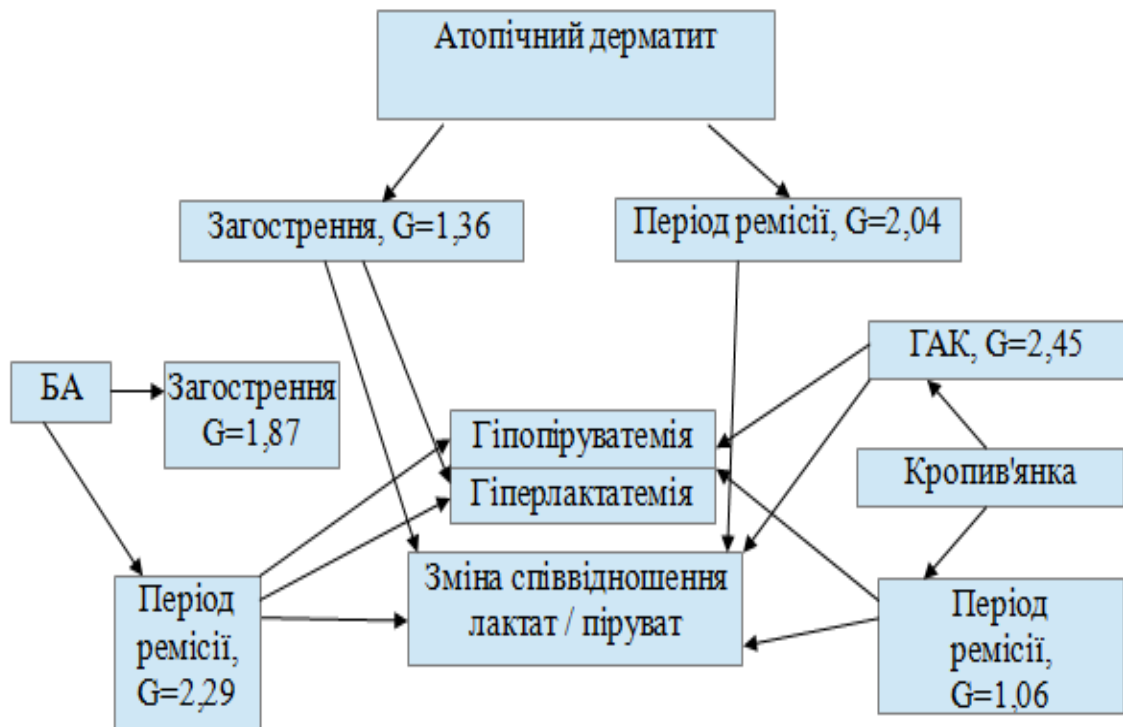 Атопічний дерматит
Загострення, G=1,36
Період ремісії, G=2,04
ГАК, G=2,45
БА
Загострення
G=1,87
Гіпопіруватемія
Гіперлактатемія
Кропив'янка
Зміна співвідношення
лактат / піруват
Період
ремісії,
G=2,29
Період
ремісії,
G=1,06